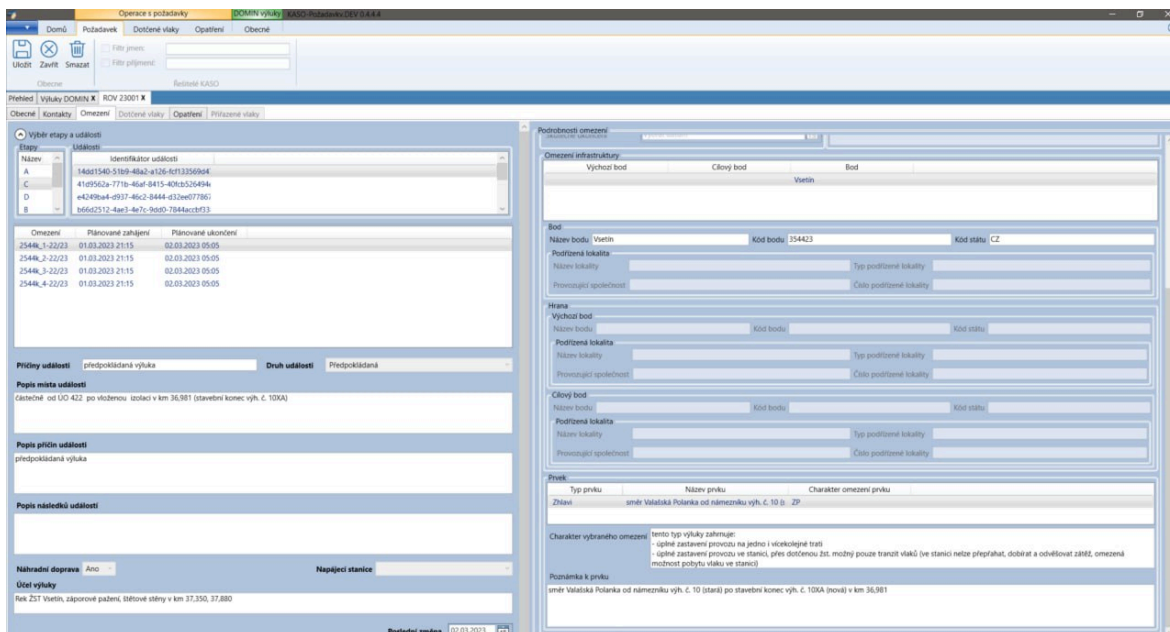 Operace s požadavky DOMIN výluky KASO-Požadavky.DEV 0.4.4.4
Domů Požadavek Dotčené vlaky Opatření Obecné
Filtr jmen:
Filtr příjmení:
Uložit Zavřít Smazat
Obecne Řešitelé KASO
Přehled Výluky DOMIN X ROV 23001 X
Obecné Kontakty Omezení Dotčené vlaky Opatření Přiřazené vlaky
Výběr etapy a události
Etapy Události
Název Identifikátor události
A 14dd1540-51b9-48a2-a126-fcf133569d4
C 41d9562a-771b-46af-8415-40fcb526494
D e4249ba4-d937-46c2-8444-d32ee07786
B b66d2512-4ae3-4e7c-9dd0-7844accbf33
Omezení Plánované zahájení Plánované ukončení
2544k_1-22/23 01.03.2023 21:15 02.03.2023 05:05
2544k_2-22/23 01.03.2023 21:15 02.03.2023 05:05
2544k_3-22/23 01.03.2023 21:15 02.03.2023 05:05
2544k_4-22/23 01.03.2023 21:15 02.03.2023 05:05
Příčiny události předpokládaná výluka Druh události Předpokládaná
Popis místa události
částečně od ÚO 422 po vloženou izolaci v km 36,981 (stavební konec výh. č. 10XA)
Popis příčin události
předpokládaná výluka
Popis následků události
Náhradní doprava Ano Napájecí stanice
Účel výluky
Rek ŽST Vsetín, záporové pažení, štětové stěny v km 37,350, 37,880
Poslední změna 02.03.2023
Podrobnosti omezení
Omezení infrastruktury
Výchozí bod Cílový bod Bod
Vsetín
Bod
Název bodu Vsetín Kód bodu 354423 Kód státu CZ
Podřízená lokalita
Název lokality Typ podřízené lokality
Provozující společnost Číslo podřízené lokality
Hrana
Výchozí bod
Název bodu Kód bodu Kód státu
Podřízená lokalita
Název lokality Typ podřízené lokality
Provozující společnost Číslo podřízené lokality
Cílový bod
Název bodu Kód bodu Kód státu
Podřízená lokalita
Název lokality Typ podřízené lokality
Provozující společnost Číslo podřízené lokality
Prvek
Typ prvku Název prvku Charakter omezení prvku
Zhlaví směr Valašská Polanka od námezníku výh. č. 10 (s ZP
Charakter vybraného omezení tento typ výluky zahrnuje:
- úplné zastavení provozu na jedno i vícekolejné trati
- úplné zastavení provozu ve stanici, přes dotčenou žst. možný pouze tranzit vlaků (ve stanici nelze přepřahat, dobírat a odvěšovat zátěž, omezená
možnost pobytu vlaku ve stanici)
Poznámka k prvku
směr Valašská Polanka od námezníku výh. č. 10 (stará) po stavební konec výh. č. 10XA (nová) v km 36,981